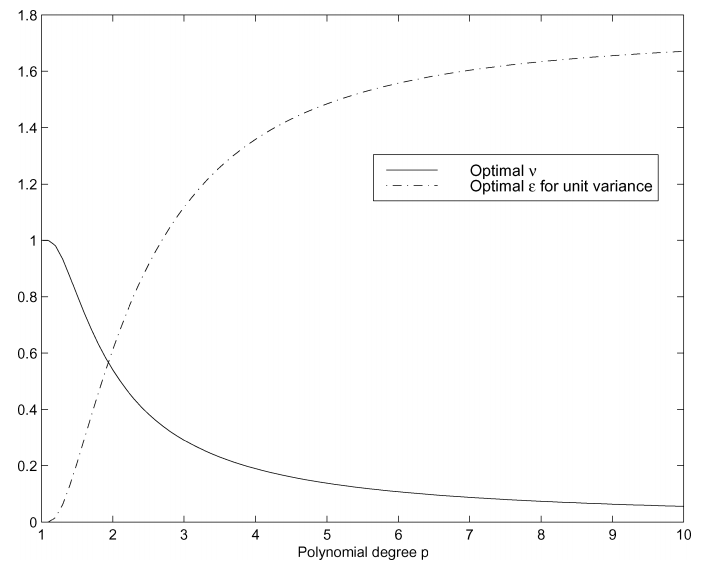 1.8
1.6
1.4
1.2
1
0.8
0.6
0.4
0.2
0
Optimal ν
Optimal ε for unit variance
1 2 3 4 5 6 7 8 9 10
Polynomial degree p